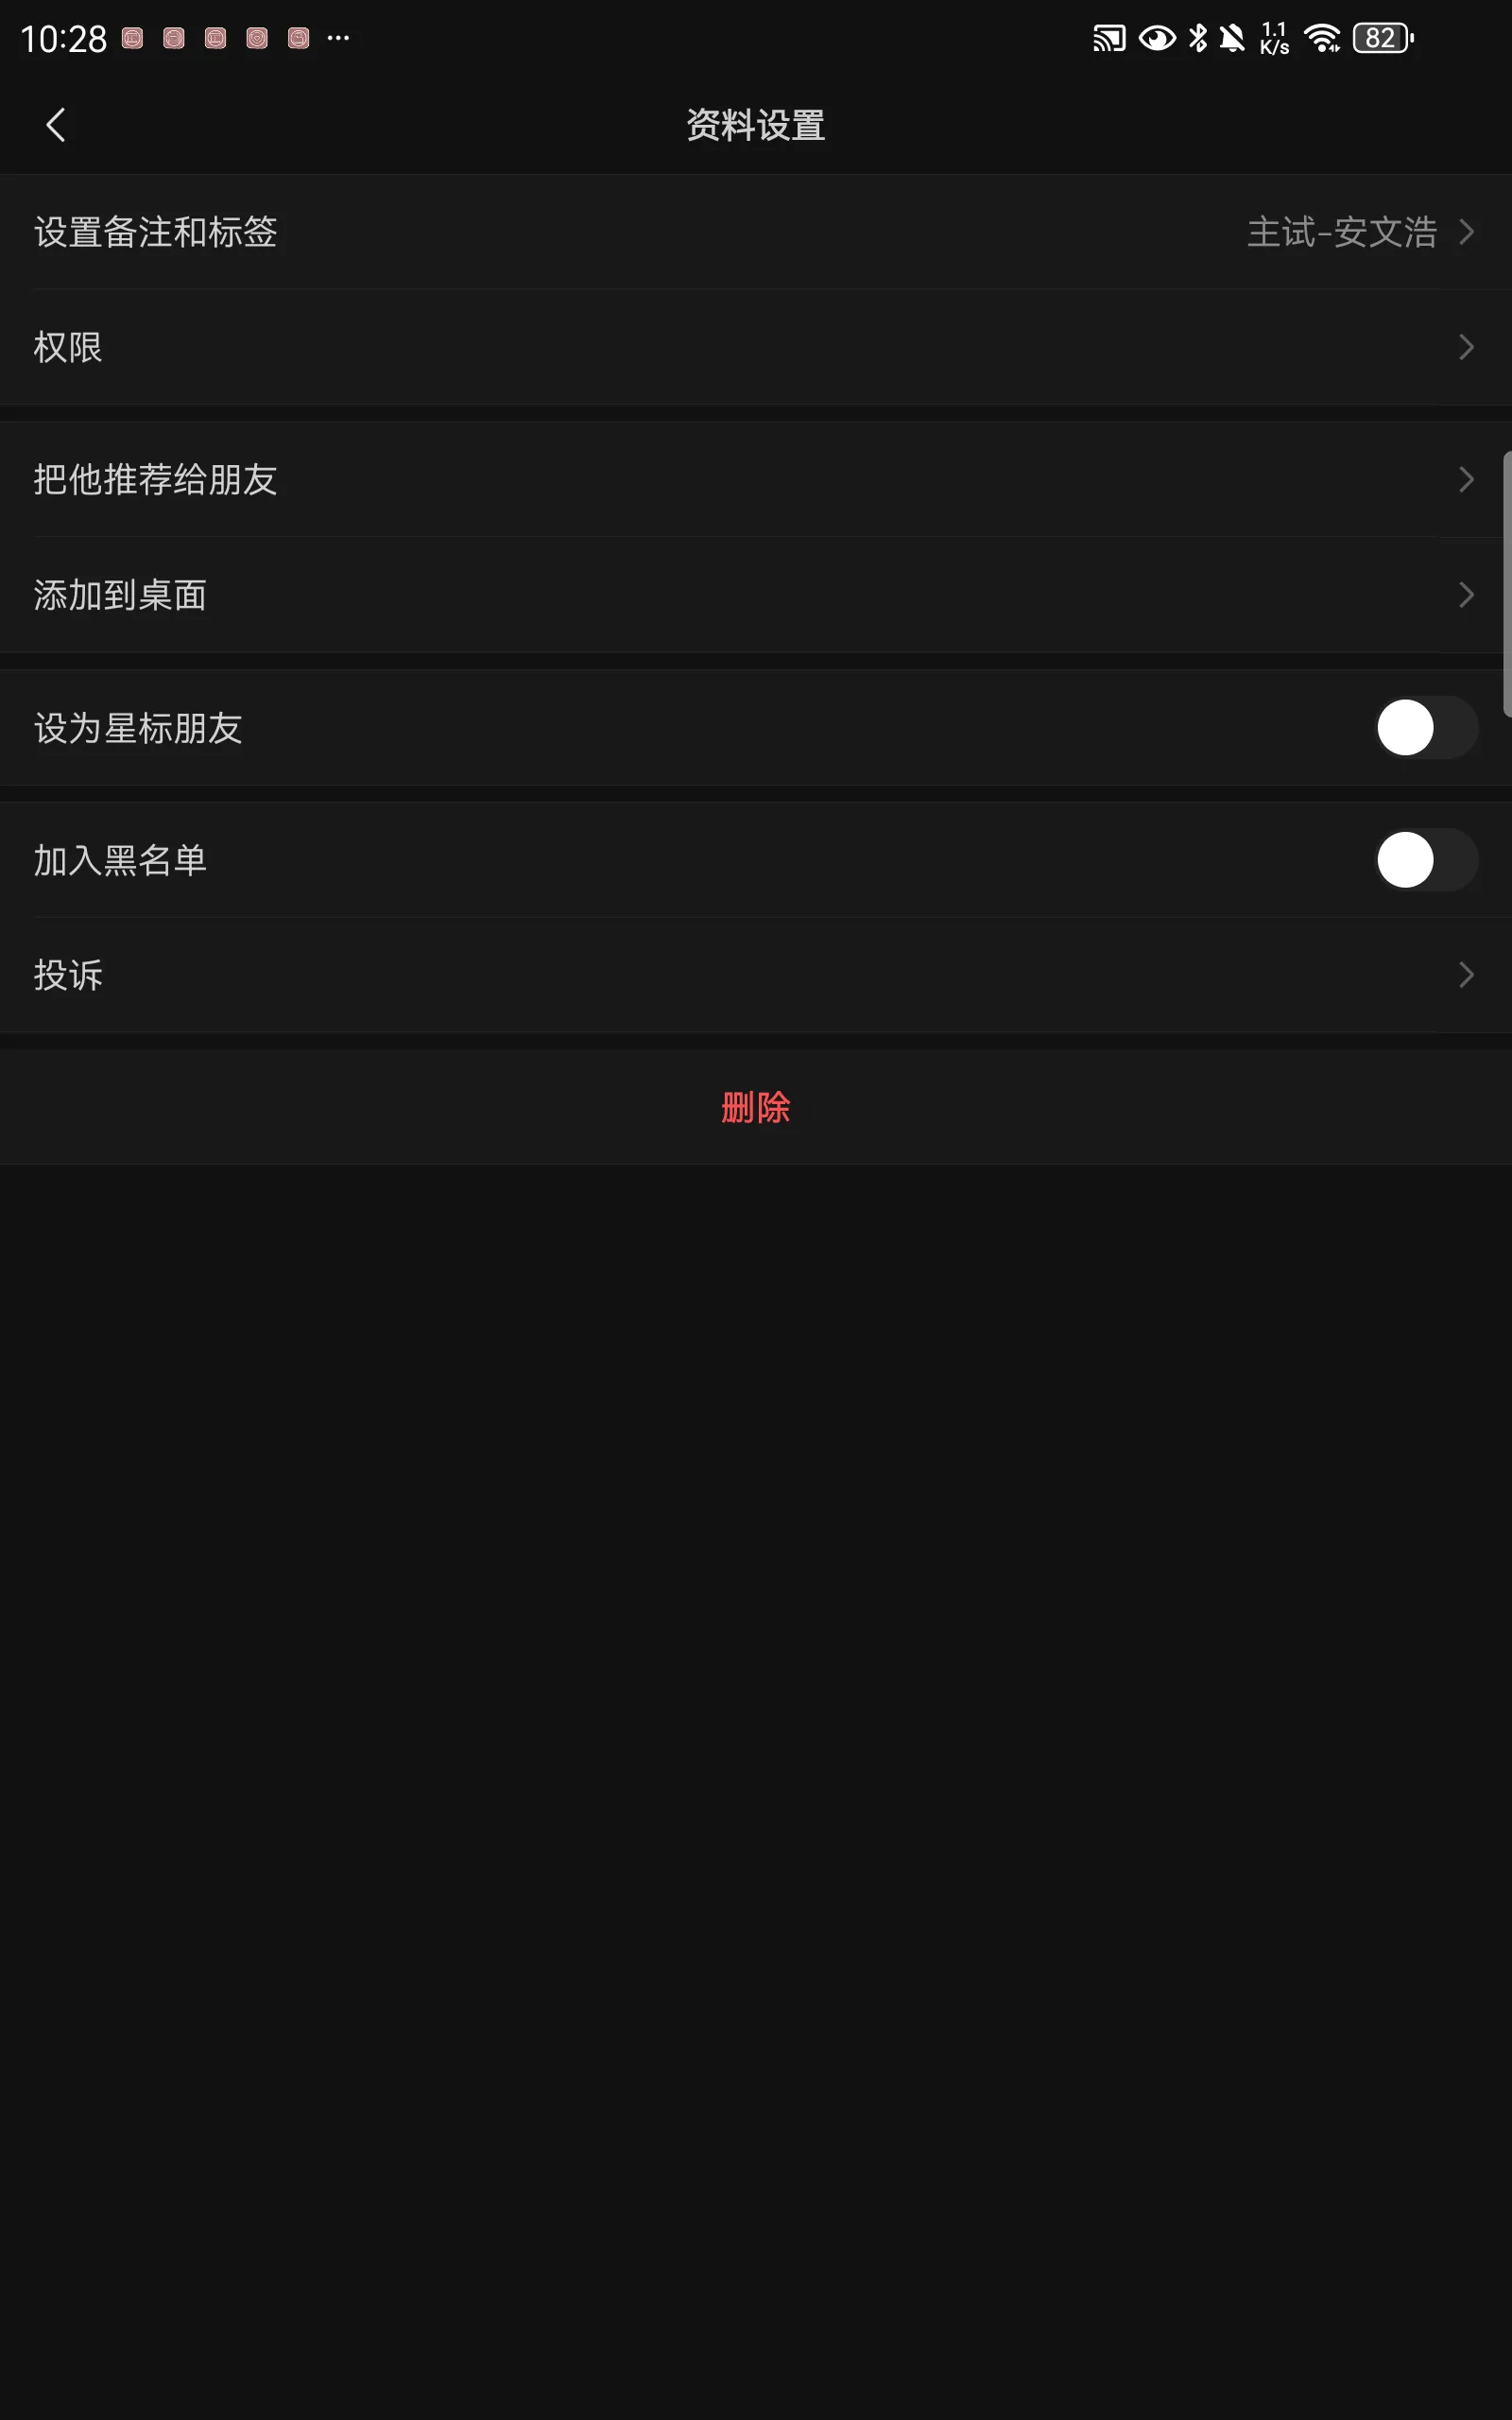 10:28
1.1 K/s
82
资料设置
设置备注和标签 主试-安文浩
权限
把他推荐给朋友
添加到桌面
设为星标朋友
加入黑名单
投诉
删除